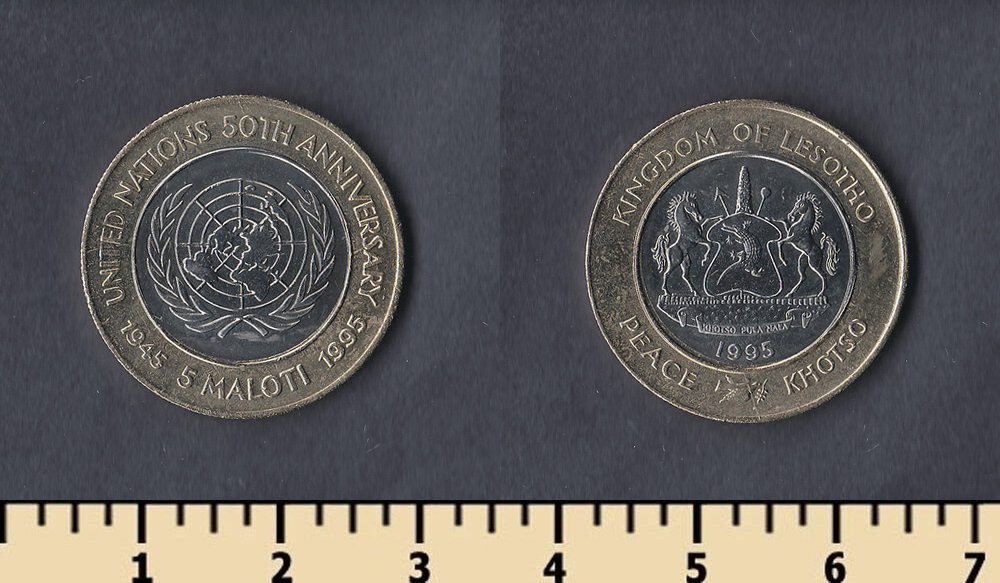 UNITED NATIONS 50TH ANNIVERSARY
1945 5 MALOTI 1995
KINGDOM OF LESOTHO
KHOTSO PULA NALA
1995
PEACE KHOTSO
1 2 3 4 5 6 7